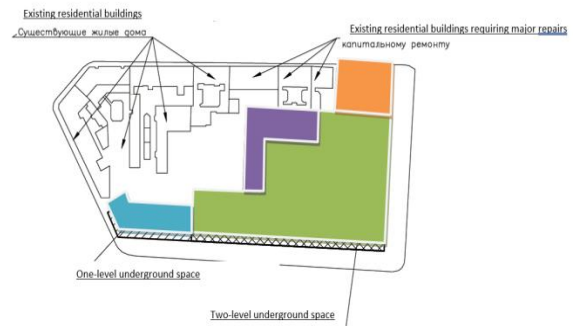 Existing residential buildings
Существующие жилые дома
Existing residential buildings requiring major repairs
капитальному ремонту
One-level underground space
Two-level underground space